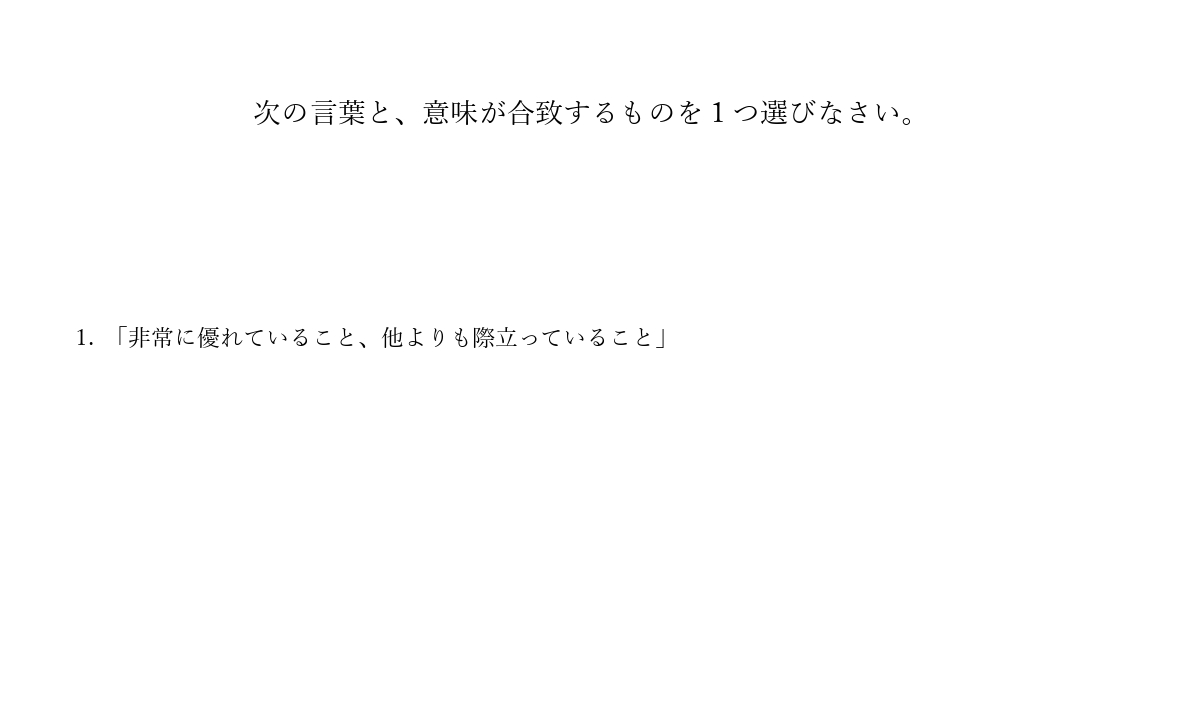 次の言葉と、意味が合致するものを1つ選びなさい。
1. 「非常に優れていること、他よりも際立っていること」